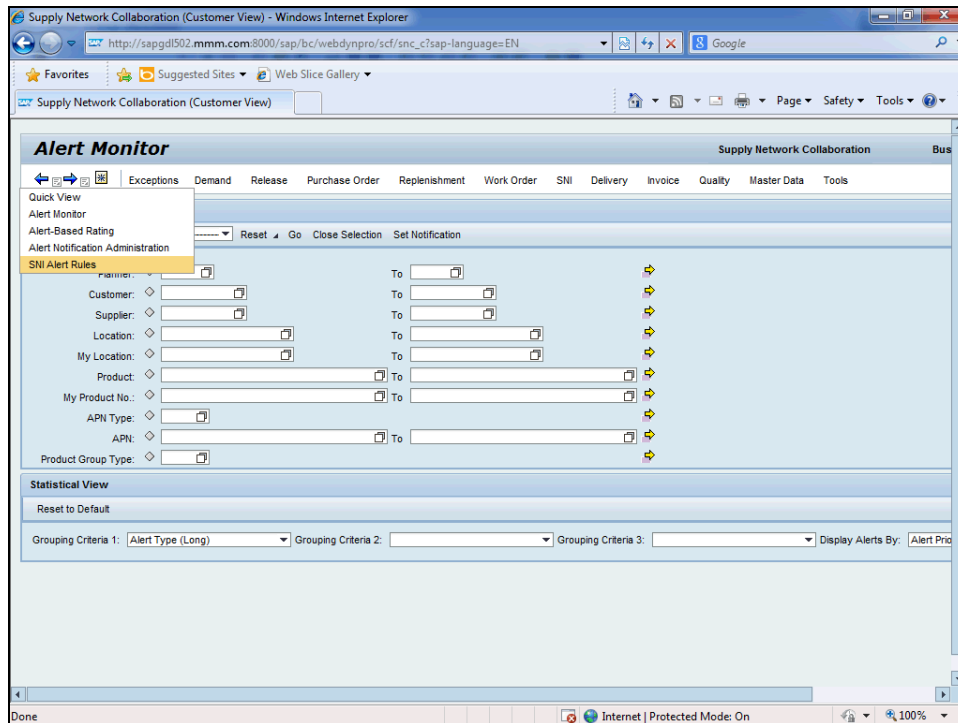 Supply Network Collaboration (Customer View) - Windows Internet Explorer
http://sapgdl502.mmm.com:8000/sap/bc/webdynpro/scf/snc_c?sap-language=EN
Google
Favorites Suggested Sites Web Slice Gallery
Supply Network Collaboration (Customer View)
Page Safety Tools
Alert Monitor
Supply Network Collaboration Bus
Exceptions Demand Release Purchase Order Replenishment Work Order SNI Delivery Invoice Quality Master Data Tools
Quick View
Alert Monitor
Alert-Based Rating
Alert Notification Administration
SNI Alert Rules
Reset Go Close Selection Set Notification
Planner: To
Customer: To
Supplier: To
Location: To
My Location: To
Product: To
My Product No.: To
APN Type:
APN: To
Product Group Type:
Statistical View
Reset to Default
Grouping Criteria 1: Alert Type (Long) Grouping Criteria 2: Grouping Criteria 3: Display Alerts By: Alert Prio
Done
Internet | Protected Mode: On
100%